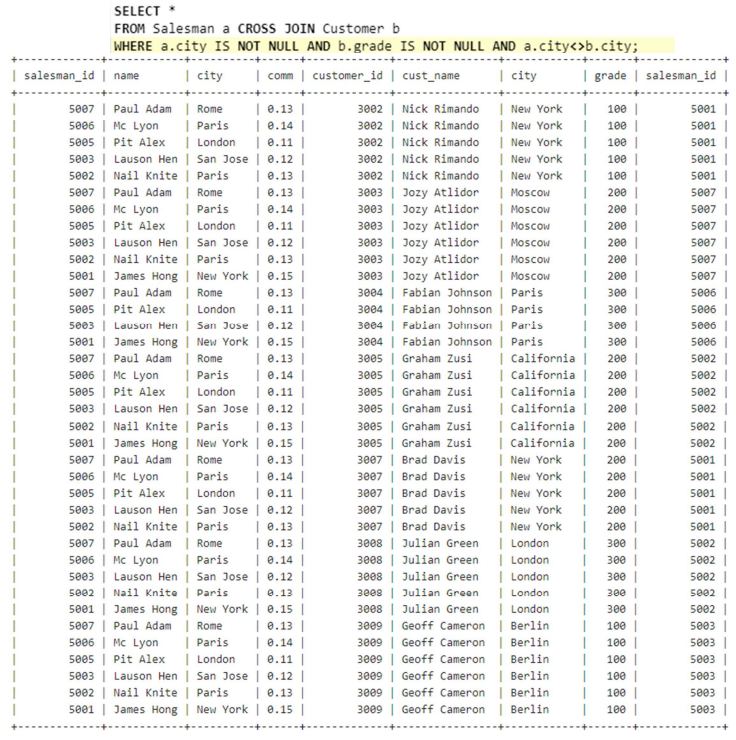 SELECT *
FROM Salesman a CROSS JOIN Customer b
WHERE a.city IS NOT NULL AND b.grade IS NOT NULL AND a.city<>b.city;
+-------------+------------+----------+------+-------------+----------------+------------+-------+-------------+
| salesman_id | name | city | comm | customer_id | cust_name | city | grade | salesman_id |
+-------------+------------+----------+------+-------------+----------------+------------+-------+-------------+
| 5007 | Paul Adam | Rome | 0.13 | 3002 | Nick Rimando | New York | 100 | 5001 |
| 5006 | Mc Lyon | Paris | 0.14 | 3002 | Nick Rimando | New York | 100 | 5001 |
| 5005 | Pit Alex | London | 0.11 | 3002 | Nick Rimando | New York | 100 | 5001 |
| 5003 | Lauson Hen | San Jose | 0.12 | 3002 | Nick Rimando | New York | 100 | 5001 |
| 5002 | Nail Knite | Paris | 0.13 | 3002 | Nick Rimando | New York | 100 | 5001 |
| 5007 | Paul Adam | Rome | 0.13 | 3003 | Jozy Atlidor | Moscow | 200 | 5007 |
| 5006 | Mc Lyon | Paris | 0.14 | 3003 | Jozy Atlidor | Moscow | 200 | 5007 |
| 5005 | Pit Alex | London | 0.11 | 3003 | Jozy Atlidor | Moscow | 200 | 5007 |
| 5003 | Lauson Hen | San Jose | 0.12 | 3003 | Jozy Atlidor | Moscow | 200 | 5007 |
| 5002 | Nail Knite | Paris | 0.13 | 3003 | Jozy Atlidor | Moscow | 200 | 5007 |
| 5001 | James Hong | New York | 0.15 | 3003 | Jozy Atlidor | Moscow | 200 | 5007 |
| 5007 | Paul Adam | Rome | 0.13 | 3004 | Fabian Johnson | Paris | 300 | 5006 |
| 5005 | Pit Alex | London | 0.11 | 3004 | Fabian Johnson | Paris | 300 | 5006 |
| 5003 | Lauson Hen | San Jose | 0.12 | 3004 | Fabian Johnson | Paris | 300 | 5006 |
| 5001 | James Hong | New York | 0.15 | 3004 | Fabian Johnson | Paris | 300 | 5006 |
| 5007 | Paul Adam | Rome | 0.13 | 3005 | Graham Zusi | California | 200 | 5002 |
| 5006 | Mc Lyon | Paris | 0.14 | 3005 | Graham Zusi | California | 200 | 5002 |
| 5005 | Pit Alex | London | 0.11 | 3005 | Graham Zusi | California | 200 | 5002 |
| 5003 | Lauson Hen | San Jose | 0.12 | 3005 | Graham Zusi | California | 200 | 5002 |
| 5002 | Nail Knite | Paris | 0.13 | 3005 | Graham Zusi | California | 200 | 5002 |
| 5001 | James Hong | New York | 0.15 | 3005 | Graham Zusi | California | 200 | 5002 |
| 5007 | Paul Adam | Rome | 0.13 | 3007 | Brad Davis | New York | 200 | 5001 |
| 5006 | Mc Lyon | Paris | 0.14 | 3007 | Brad Davis | New York | 200 | 5001 |
| 5005 | Pit Alex | London | 0.11 | 3007 | Brad Davis | New York | 200 | 5001 |
| 5003 | Lauson Hen | San Jose | 0.12 | 3007 | Brad Davis | New York | 200 | 5001 |
| 5002 | Nail Knite | Paris | 0.13 | 3007 | Brad Davis | New York | 200 | 5001 |
| 5007 | Paul Adam | Rome | 0.13 | 3008 | Julian Green | London | 300 | 5002 |
| 5006 | Mc Lyon | Paris | 0.14 | 3008 | Julian Green | London | 300 | 5002 |
| 5003 | Lauson Hen | San Jose | 0.12 | 3008 | Julian Green | London | 300 | 5002 |
| 5002 | Nail Knite | Paris | 0.13 | 3008 | Julian Green | London | 300 | 5002 |
| 5001 | James Hong | New York | 0.15 | 3008 | Julian Green | London | 300 | 5002 |
| 5007 | Paul Adam | Rome | 0.13 | 3009 | Geoff Cameron | Berlin | 100 | 5003 |
| 5006 | Mc Lyon | Paris | 0.14 | 3009 | Geoff Cameron | Berlin | 100 | 5003 |
| 5005 | Pit Alex | London | 0.11 | 3009 | Geoff Cameron | Berlin | 100 | 5003 |
| 5003 | Lauson Hen | San Jose | 0.12 | 3009 | Geoff Cameron | Berlin | 100 | 5003 |
| 5002 | Nail Knite | Paris | 0.13 | 3009 | Geoff Cameron | Berlin | 100 | 5003 |
| 5001 | James Hong | New York | 0.15 | 3009 | Geoff Cameron | Berlin | 100 | 5003 |
+-------------+------------+----------+------+-------------+----------------+------------+-------+-------------+